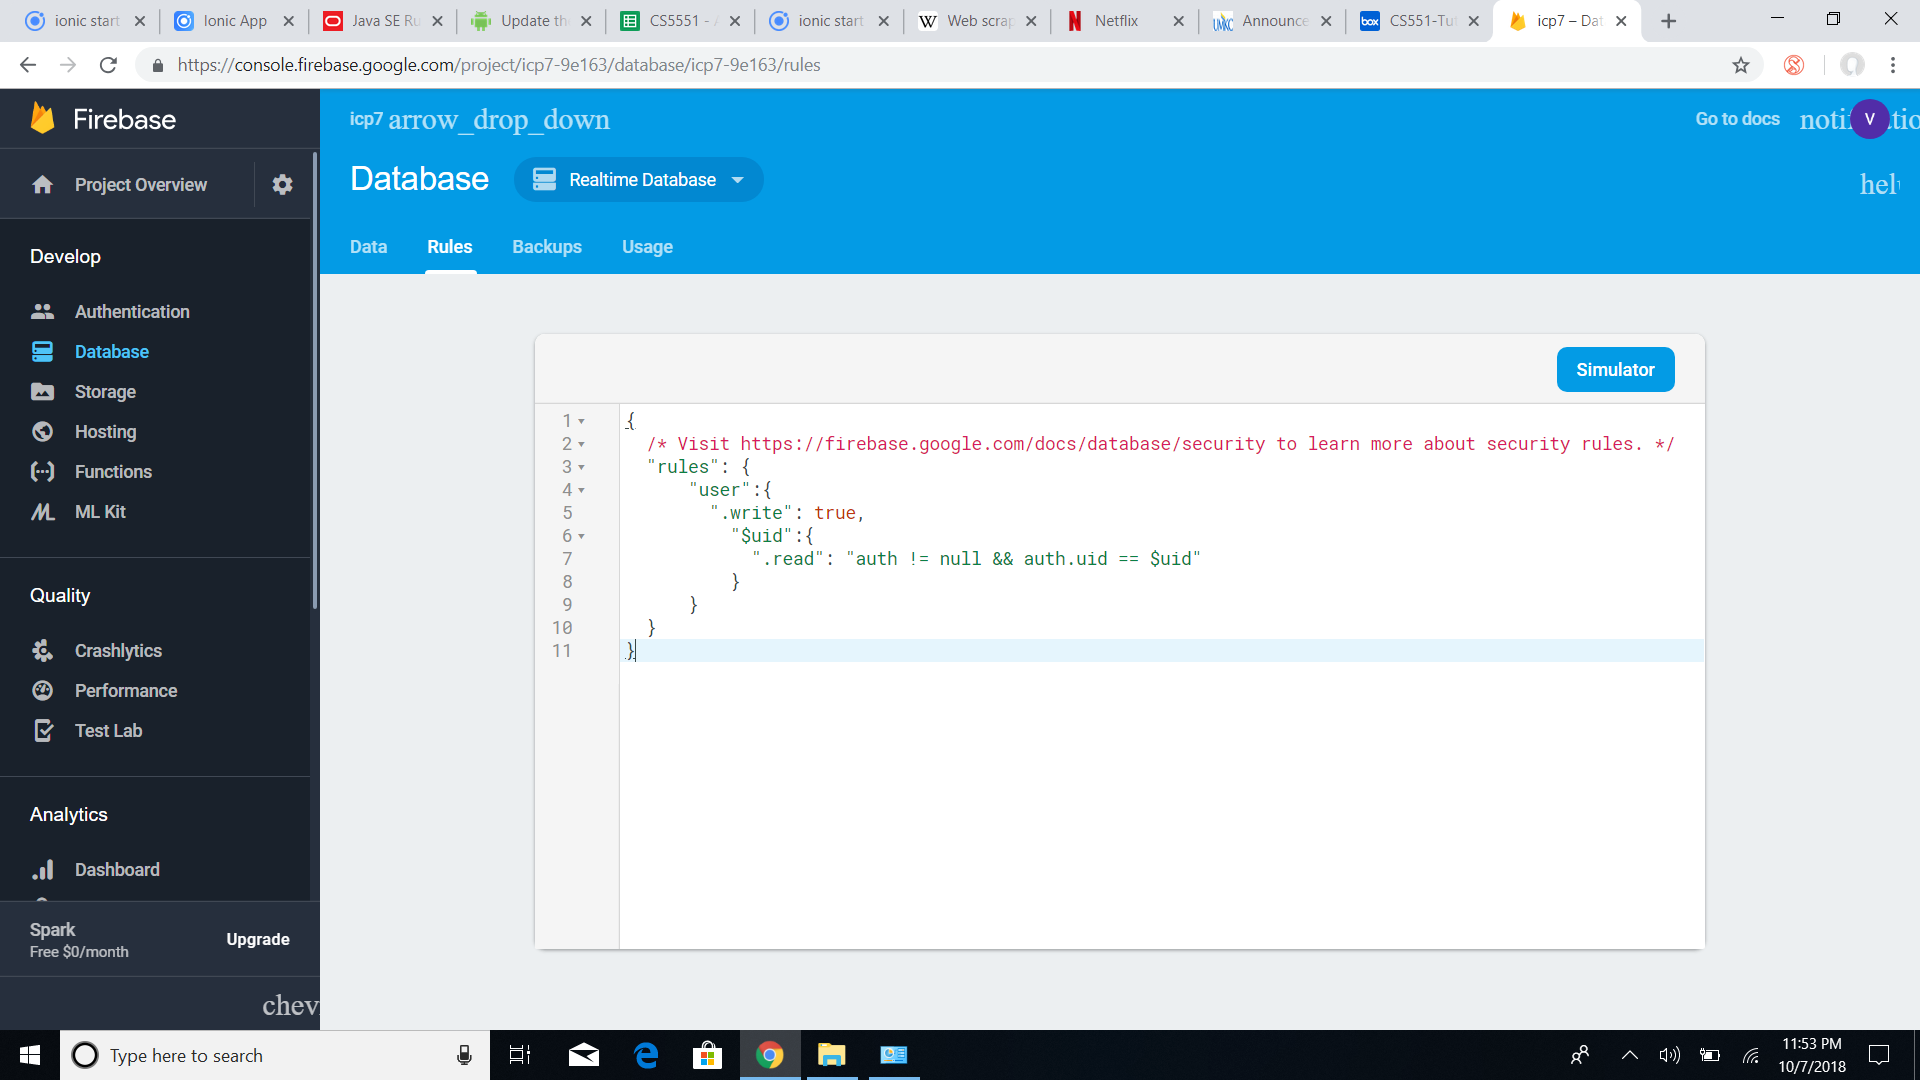 ionic start
Ionic App
Java SE Ru
Update th
CS5551 - A
ionic start
W Web scrap
N Netflix
UMKC Announce
box CS551-Tut
icp7 – Dat
https://console.firebase.google.com/project/icp7-9e163/database/icp7-9e163/rules
Firebase
icp7 arrow_drop_down
Go to docs
V
Project Overview
Database
Realtime Database
Data
Rules
Backups
Usage
Develop
Authentication
Database
Storage
Hosting
Functions
ML Kit
Quality
Crashlytics
Performance
Test Lab
Analytics
Dashboard
Spark
Free $0/month
Upgrade
chev
Simulator
1 {
2 /* Visit https://firebase.google.com/docs/database/security to learn more about security rules. */
3 "rules": {
4 "user":{
5 ".write": true,
6 "$uid":{
7 ".read": "auth != null && auth.uid == $uid"
8 }
9 }
10 }
11 }
Type here to search
11:53 PM
10/7/2018